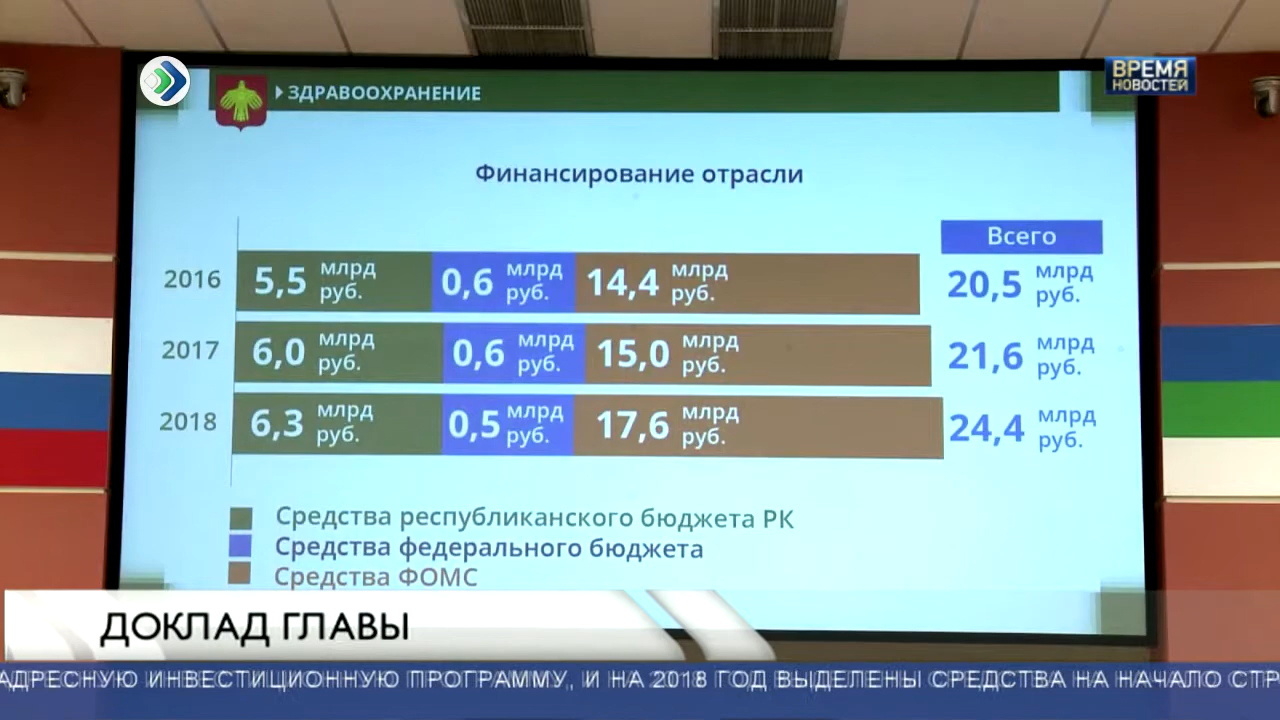 ВРЕМЯ
НОВОСТЕЙ
ЗДРАВООХРАНЕНИЕ
Финансирование отрасли
Всего
2016 5,5 млрд руб. 0,6 млрд руб. 14,4 млрд руб. 20,5 млрд руб.
2017 6,0 млрд руб. 0,6 млрд руб. 15,0 млрд руб. 21,6 млрд руб.
2018 6,3 млрд руб. 0,5 млрд руб. 17,6 млрд руб. 24,4 млрд руб.
Средства республиканского бюджета РК
Средства федерального бюджета
Средства ФОМС
ДОКЛАД ГЛАВЫ
АДРЕСНУЮ ИНВЕСТИЦИОННУЮ ПРОГРАММУ, И НА 2018 ГОД ВЫДЕЛЕНЫ СРЕДСТВА НА НАЧАЛО СТР